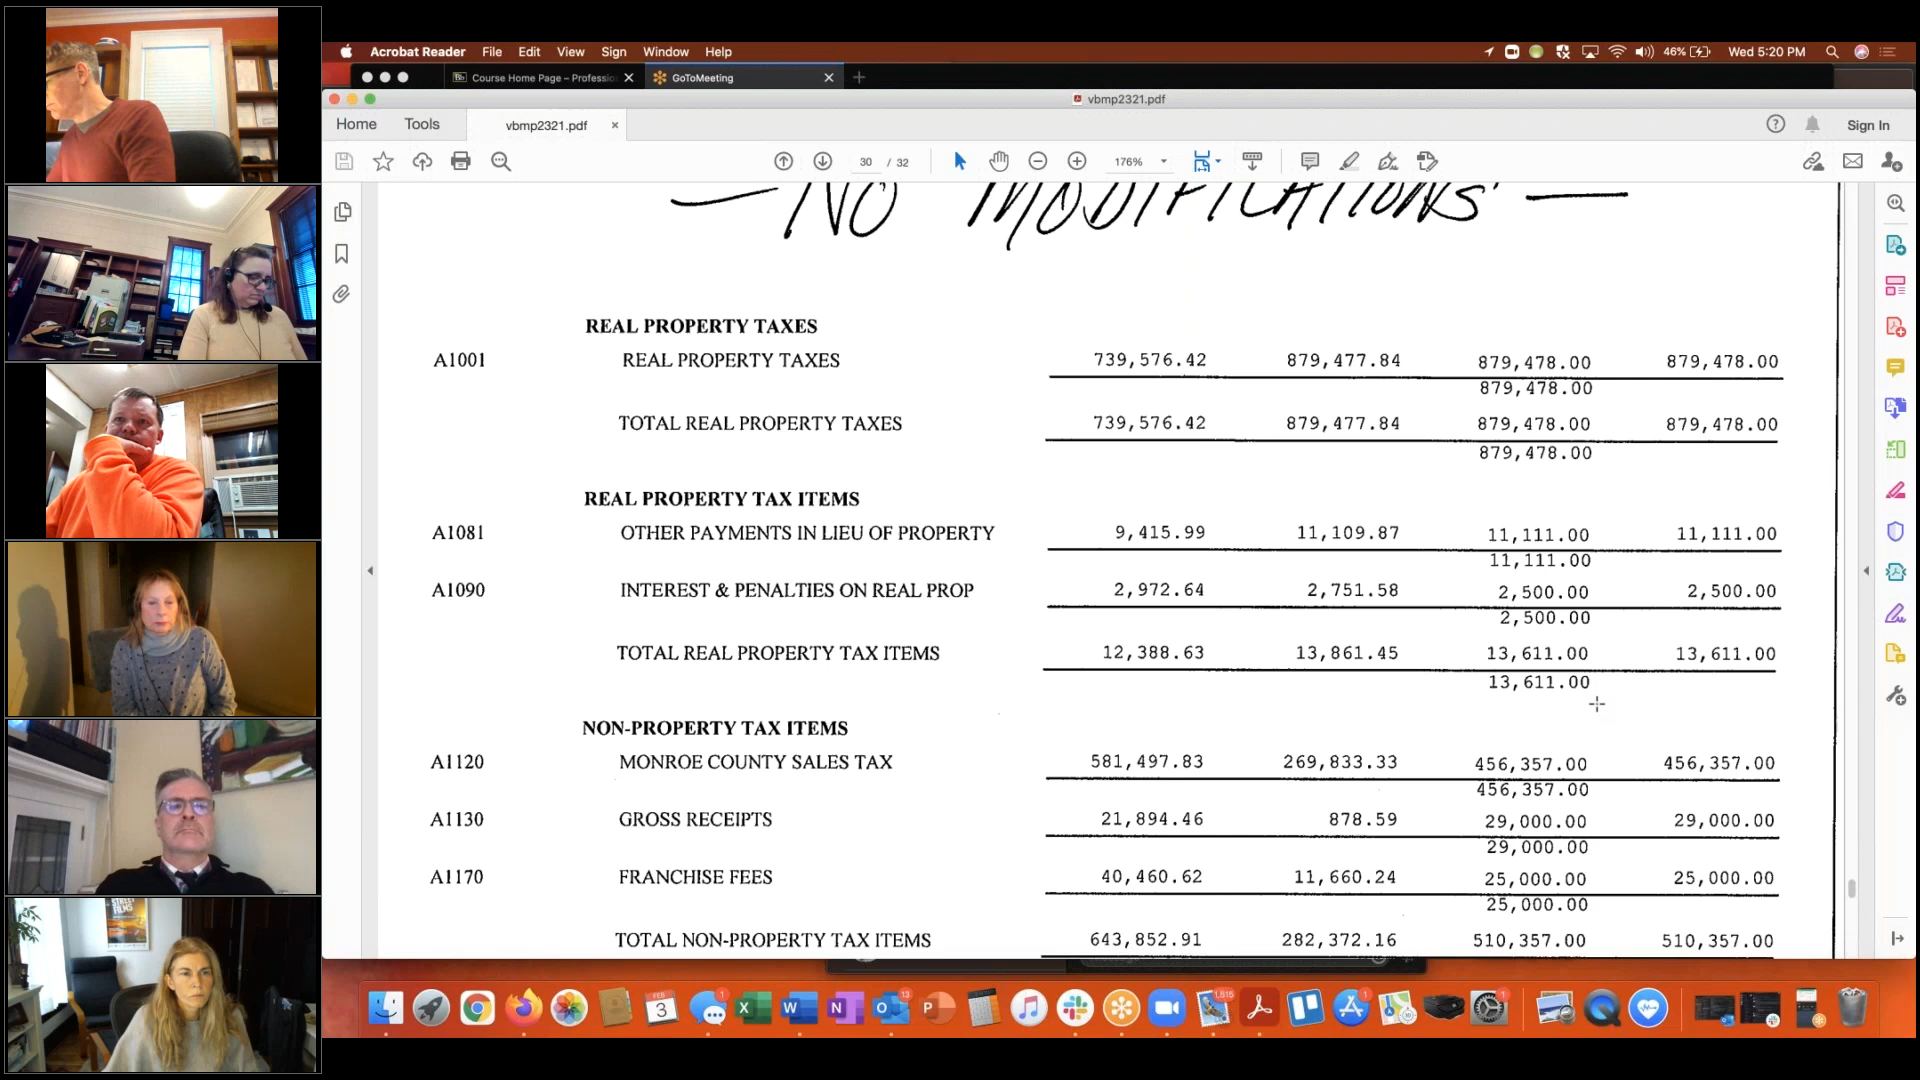 Acrobat Reader File Edit View Sign Window Help 46% Wed 5:20 PM
Course Home Page – Professio GoToMeeting
vbmp2321.pdf
Home Tools vbmp2321.pdf Sign In
30 / 32 176%
— NO MODIFICATIONS —
REAL PROPERTY TAXES
A1001 REAL PROPERTY TAXES 739,576.42 879,477.84 879,478.00 879,478.00
879,478.00
TOTAL REAL PROPERTY TAXES 739,576.42 879,477.84 879,478.00 879,478.00
879,478.00
REAL PROPERTY TAX ITEMS
A1081 OTHER PAYMENTS IN LIEU OF PROPERTY 9,415.99 11,109.87 11,111.00 11,111.00
11,111.00
A1090 INTEREST & PENALTIES ON REAL PROP 2,972.64 2,751.58 2,500.00 2,500.00
2,500.00
TOTAL REAL PROPERTY TAX ITEMS 12,388.63 13,861.45 13,611.00 13,611.00
13,611.00
NON-PROPERTY TAX ITEMS
A1120 MONROE COUNTY SALES TAX 581,497.83 269,833.33 456,357.00 456,357.00
456,357.00
A1130 GROSS RECEIPTS 21,894.46 878.59 29,000.00 29,000.00
29,000.00
A1170 FRANCHISE FEES 40,460.62 11,660.24 25,000.00 25,000.00
25,000.00
TOTAL NON-PROPERTY TAX ITEMS 643,852.91 282,372.16 510,357.00 510,357.00
FEB
3